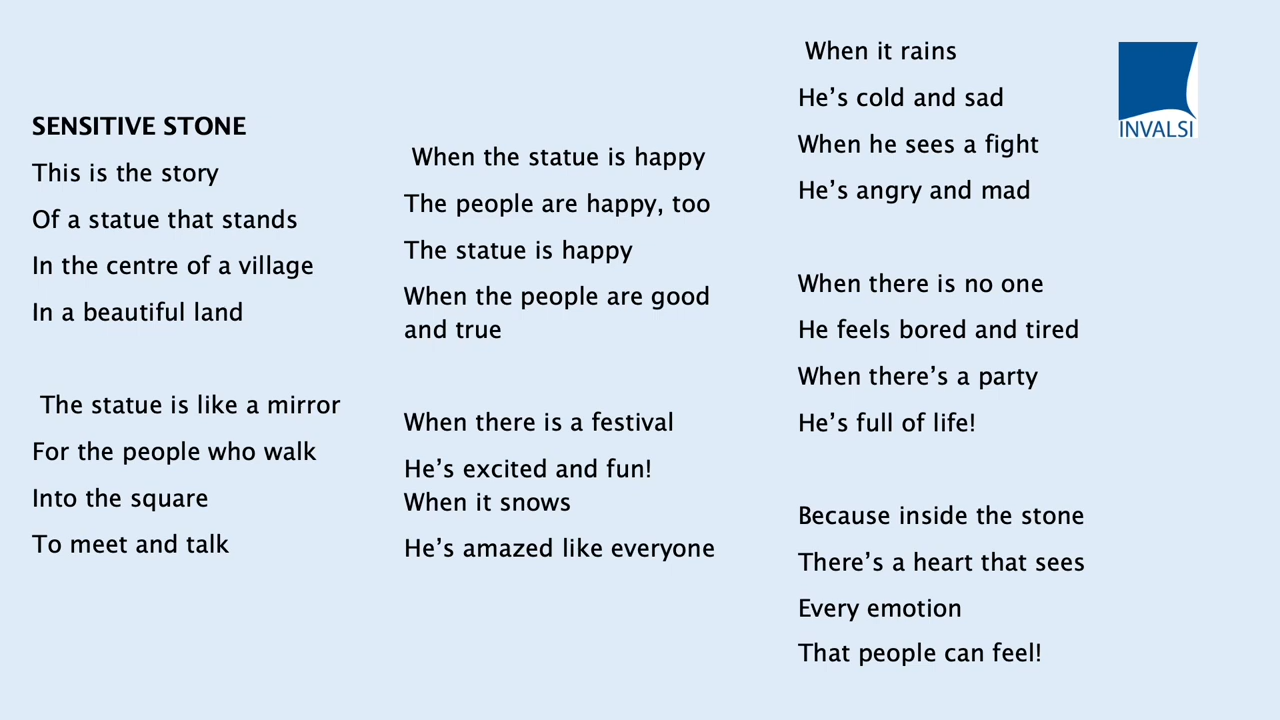 SENSITIVE STONE
This is the story
Of a statue that stands
In the centre of a village
In a beautiful land
The statue is like a mirror
For the people who walk
Into the square
To meet and talk
When the statue is happy
The people are happy, too
The statue is happy
When the people are good
and true
When there is a festival
He’s excited and fun!
When it snows
He’s amazed like everyone
When it rains
He’s cold and sad
When he sees a fight
He’s angry and mad
When there is no one
He feels bored and tired
When there’s a party
He’s full of life!
Because inside the stone
There’s a heart that sees
Every emotion
That people can feel!
INVALSI